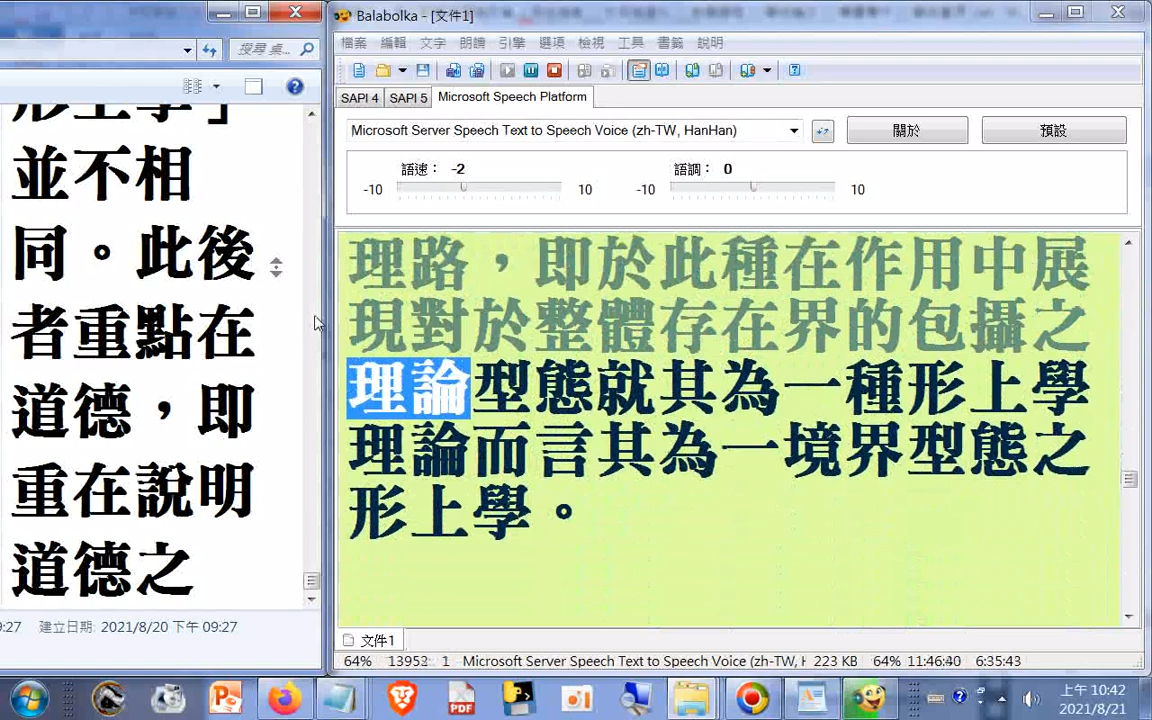 Balabolka - [文件1]
搜尋 桌...
檔案 編輯 文字 朗讀 引擎 選項 檢視 工具 書籤 說明
SAPI 4 SAPI 5 Microsoft Speech Platform
Microsoft Server Speech Text to Speech Voice (zh-TW, HanHan) 關於 預設
語速： -2 語調： 0
-10 10 -10 10
形上學」
並不相
同。此後
者重點在
道德，即
重在說明
道德之
:27 建立日期: 2021/8/20 下午 09:27
理路，即於此種在作用中展
現對於整體存在界的包攝之
理論型態就其為一種形上學
理論而言其為一境界型態之
形上學。
文件1
64% 1 Microsoft Server Speech Text to Speech Voice (zh-TW, H 223 KB 64% 11:46:40 6:35:43
PDF
上午 10:42
2021/8/21